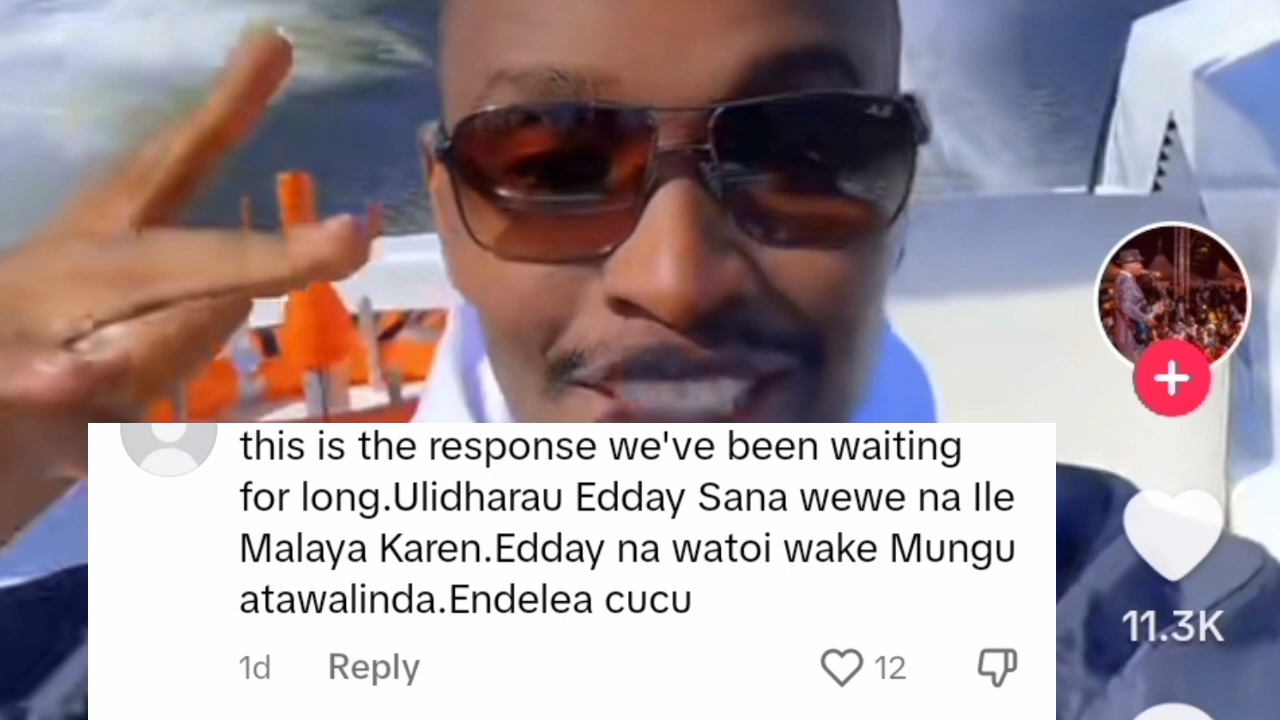 this is the response we've been waiting
for long.Ulidharau Edday Sana wewe na Ile
Malaya Karen.Edday na watoi wake Mungu
atawalinda.Endelea cucu
1d Reply 12
11.3K